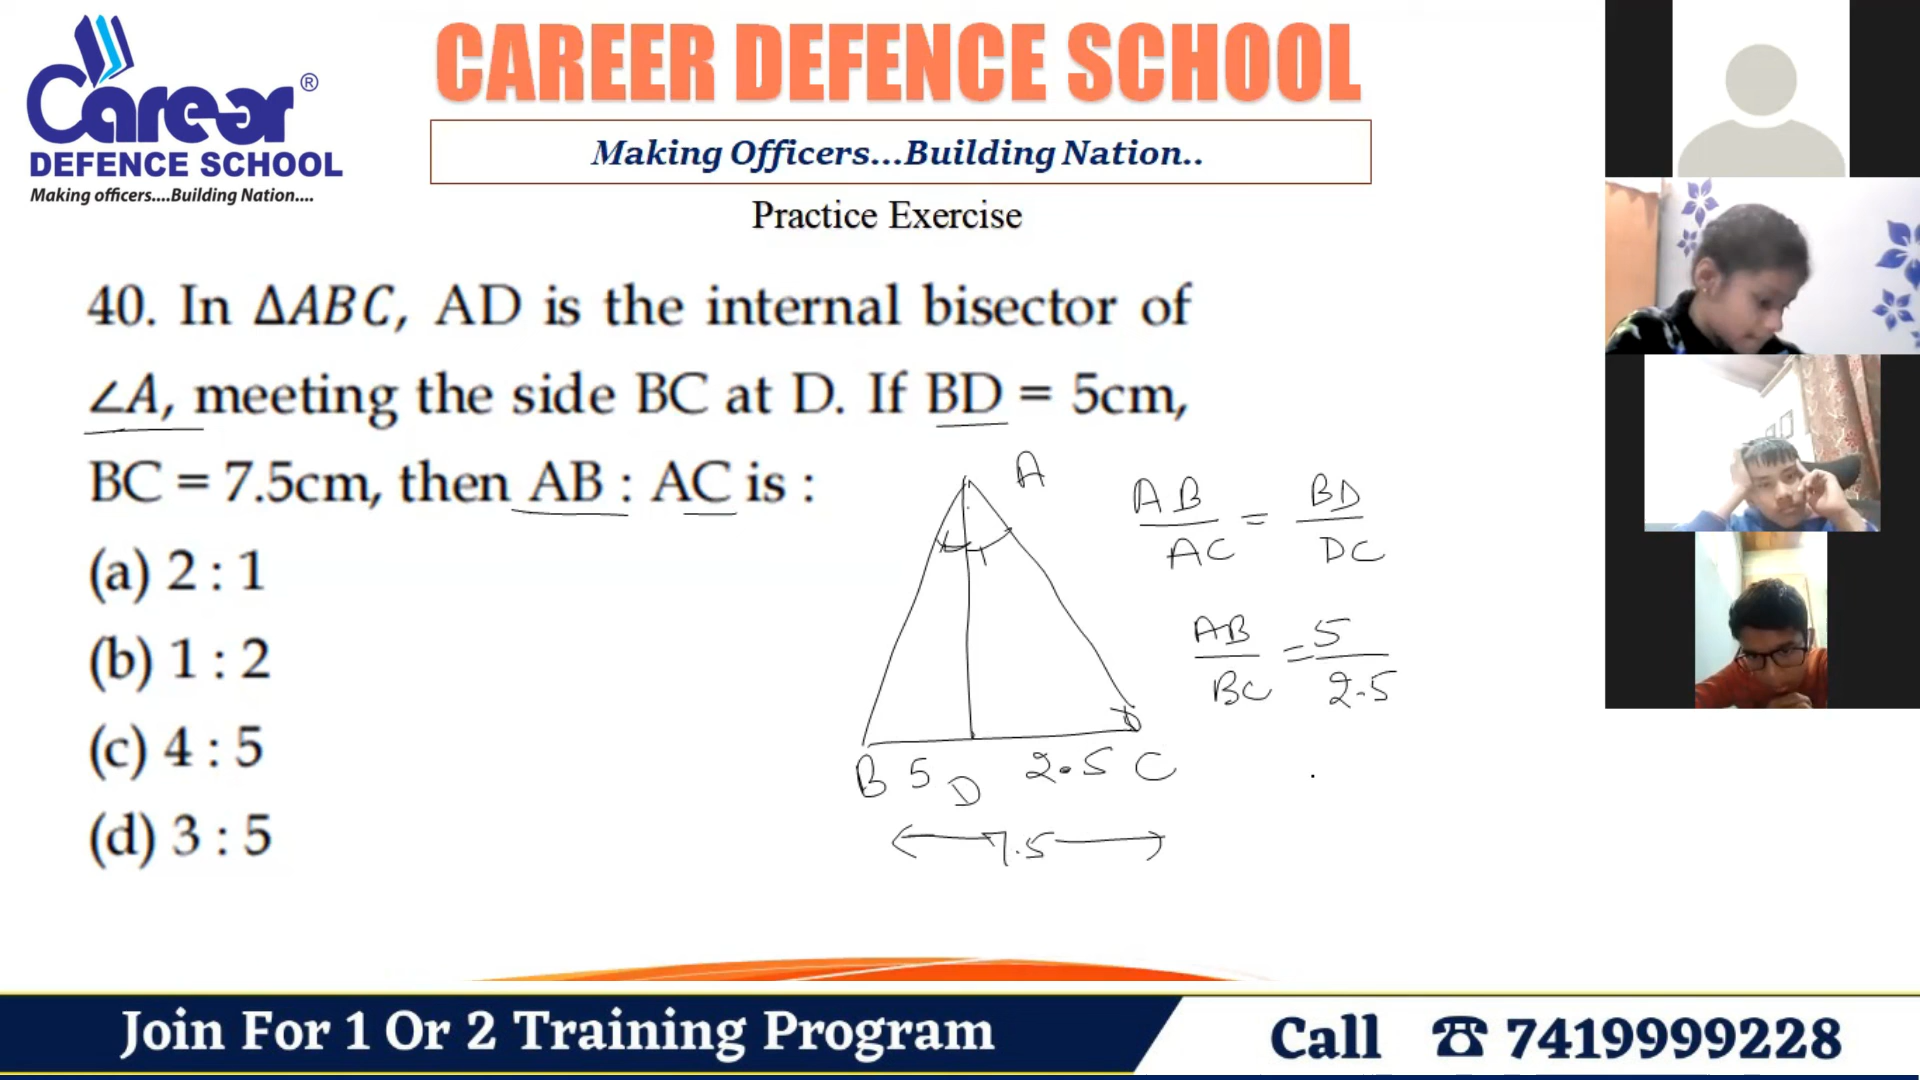 Carear®
DEFENCE SCHOOL
Making officers....Building Nation....
CAREER DEFENCE SCHOOL
Making Officers...Building Nation..
Practice Exercise
40. In ΔABC, AD is the internal bisector of
∠A, meeting the side BC at D. If BD = 5cm,
BC = 7.5cm, then AB : AC is :
(a) 2 : 1
(b) 1 : 2
(c) 4 : 5
(d) 3 : 5
A
B 5 D 2.5 C
7.5
AB/AC = BD/DC
AB/BC = 5/2.5
Join For 1 Or 2 Training Program
Call ☎ 7419999228